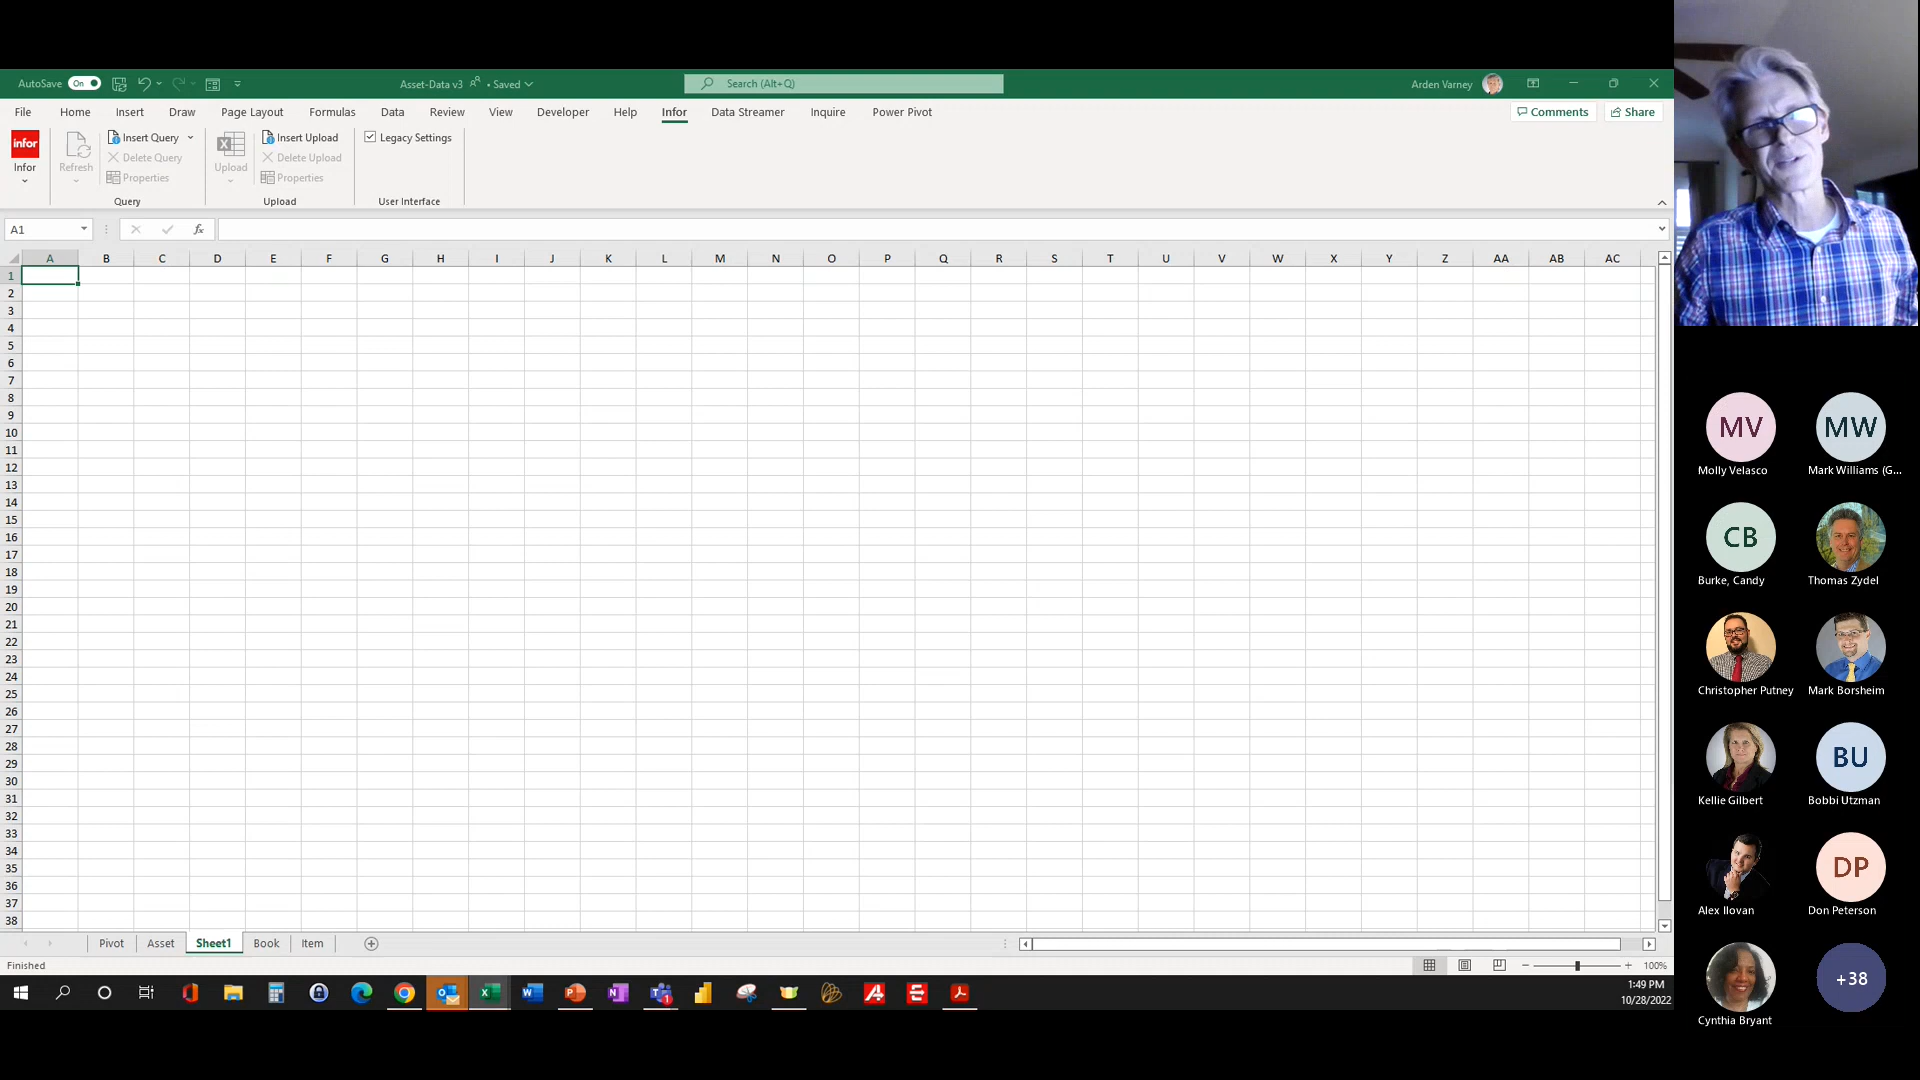 AutoSave On Asset-Data v3 • Saved Search (Alt+Q) Arden Varney
File Home Insert Draw Page Layout Formulas Data Review View Developer Help Infor Data Streamer Inquire Power Pivot Comments Share
infor Insert Query Insert Upload Legacy Settings
Infor Refresh Delete Query Upload Delete Upload
Properties Properties
Query Upload User Interface
A1 fx
A B C D E F G H I J K L M N O P Q R S T U V W X Y Z AA AB AC
1
2
3
4
5
6
7
8
9
10
11
12
13
14
15
16
17
18
19
20
21
22
23
24
25
26
27
28
29
30
31
32
33
34
35
36
37
38
Pivot Asset Sheet1 Book Item
Finished 100%
1:49 PM
10/28/2022
MV MW
Molly Velasco Mark Williams (G...
CB
Burke, Candy Thomas Zydel
Christopher Putney Mark Borsheim
BU
Kellie Gilbert Bobbi Utzman
DP
Alex Ilovan Don Peterson
+38
Cynthia Bryant